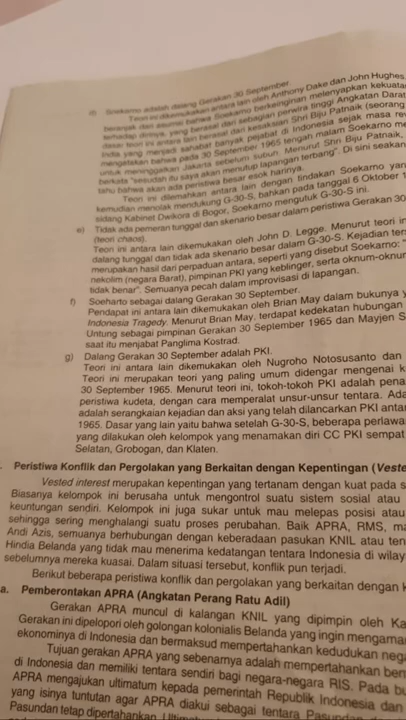 d) Soekarno adalah dalang Gerakan 30 September
Teori ini dikemukakan antara lain oleh Anthony Dake dan John Hughes
beranjak dari asumsi bahwa Soekarno berkeinginan melenyapkan kekuatan
terhadap dirinya, yang berasal dari sebagian perwira tinggi Angkatan Darat
dasar teori ini antara lain berasal dari kesaksian Shri Biju Patnaik (seorang
India yang menjadi sahabat banyak pejabat di Indonesia sejak masa rev
mengatakan bahwa pada 30 September 1965 tengah malam Soekarno me
untuk meninggalkan Jakarta sebelum subuh. Menurut Shri Biju Patnaik,
berkata "sesudah itu saya akan menutup lapangan terbang". Di sini seakan
tahu bahwa akan ada peristiwa besar esok harinya.
Teori ini dilemahkan antara lain dengan tindakan Soekarno yan
kemudian menolak mendukung G-30-S, bahkan pada tanggal 6 Oktober 1
sidang Kabinet Dwikora di Bogor, Soekarno mengutuk G-30-S ini.
e) Tidak ada pemeran tunggal dan skenario besar dalam peristiwa Gerakan 30
(teori chaos).
Teori ini antara lain dikemukakan oleh John D. Legge. Menurut teori in
dalang tunggal dan tidak ada skenario besar dalam G-30-S. Kejadian ter
merupakan hasil dari perpaduan antara, seperti yang disebut Soekarno: "
nekolim (negara Barat), pimpinan PKI yang keblinger, serta oknum-oknum
tidak benar". Semuanya pecah dalam improvisasi di lapangan.
f) Soeharto sebagai dalang Gerakan 30 September.
Pendapat ini antara lain dikemukakan oleh Brian May dalam bukunya y
Indonesia Tragedy. Menurut Brian May, terdapat kedekatan hubungan
Untung sebagai pimpinan Gerakan 30 September 1965 dan Mayjen S
saat itu menjabat Panglima Kostrad.
g) Dalang Gerakan 30 September adalah PKI.
Teori ini antara lain dikemukakan oleh Nugroho Notosusanto dan
Teori ini merupakan teori yang paling umum didengar mengenai k
30 September 1965. Menurut teori ini, tokoh-tokoh PKI adalah pena
peristiwa kudeta, dengan cara memperalat unsur-unsur tentara. Ada
adalah serangkaian kejadian dan aksi yang telah dilancarkan PKI antar
1965. Dasar yang lain yaitu bahwa setelah G-30-S, beberapa perlawa
yang dilakukan oleh kelompok yang menamakan diri CC PKI sempat
Selatan, Grobogan, dan Klaten.
Peristiwa Konflik dan Pergolakan yang Berkaitan dengan Kepentingan (Veste
Vested interest merupakan kepentingan yang tertanam dengan kuat pada s
Biasanya kelompok ini berusaha untuk mengontrol suatu sistem sosial atau
keuntungan sendiri. Kelompok ini juga sukar untuk mau melepas posisi atau
sehingga sering menghalangi suatu proses perubahan. Baik APRA, RMS, ma
Andi Azis, semuanya berhubungan dengan keberadaan pasukan KNIL atau ten
Hindia Belanda yang tidak mau menerima kedatangan tentara Indonesia di wilay
sebelumnya mereka kuasai. Dalam situasi tersebut, konflik pun terjadi.
Berikut beberapa peristiwa konflik dan pergolakan yang berkaitan dengan k
a. Pemberontakan APRA (Angkatan Perang Ratu Adil)
Gerakan APRA muncul di kalangan KNIL yang dipimpin oleh Ka
Gerakan ini dipelopori oleh golongan kolonialis Belanda yang ingin mengama
ekonominya di Indonesia dan bermaksud mempertahankan kedudukan neg
Tujuan gerakan APRA yang sebenarnya adalah mempertahankan ben
di Indonesia dan memiliki tentara sendiri bagi negara-negara RIS. Pada bu
APRA mengajukan ultimatum kepada pemerintah Republik Indonesia dan
yang isinya tuntutan agar APRA diakui sebagai tentara Pasundan
Pasundan tetap dipertahankan